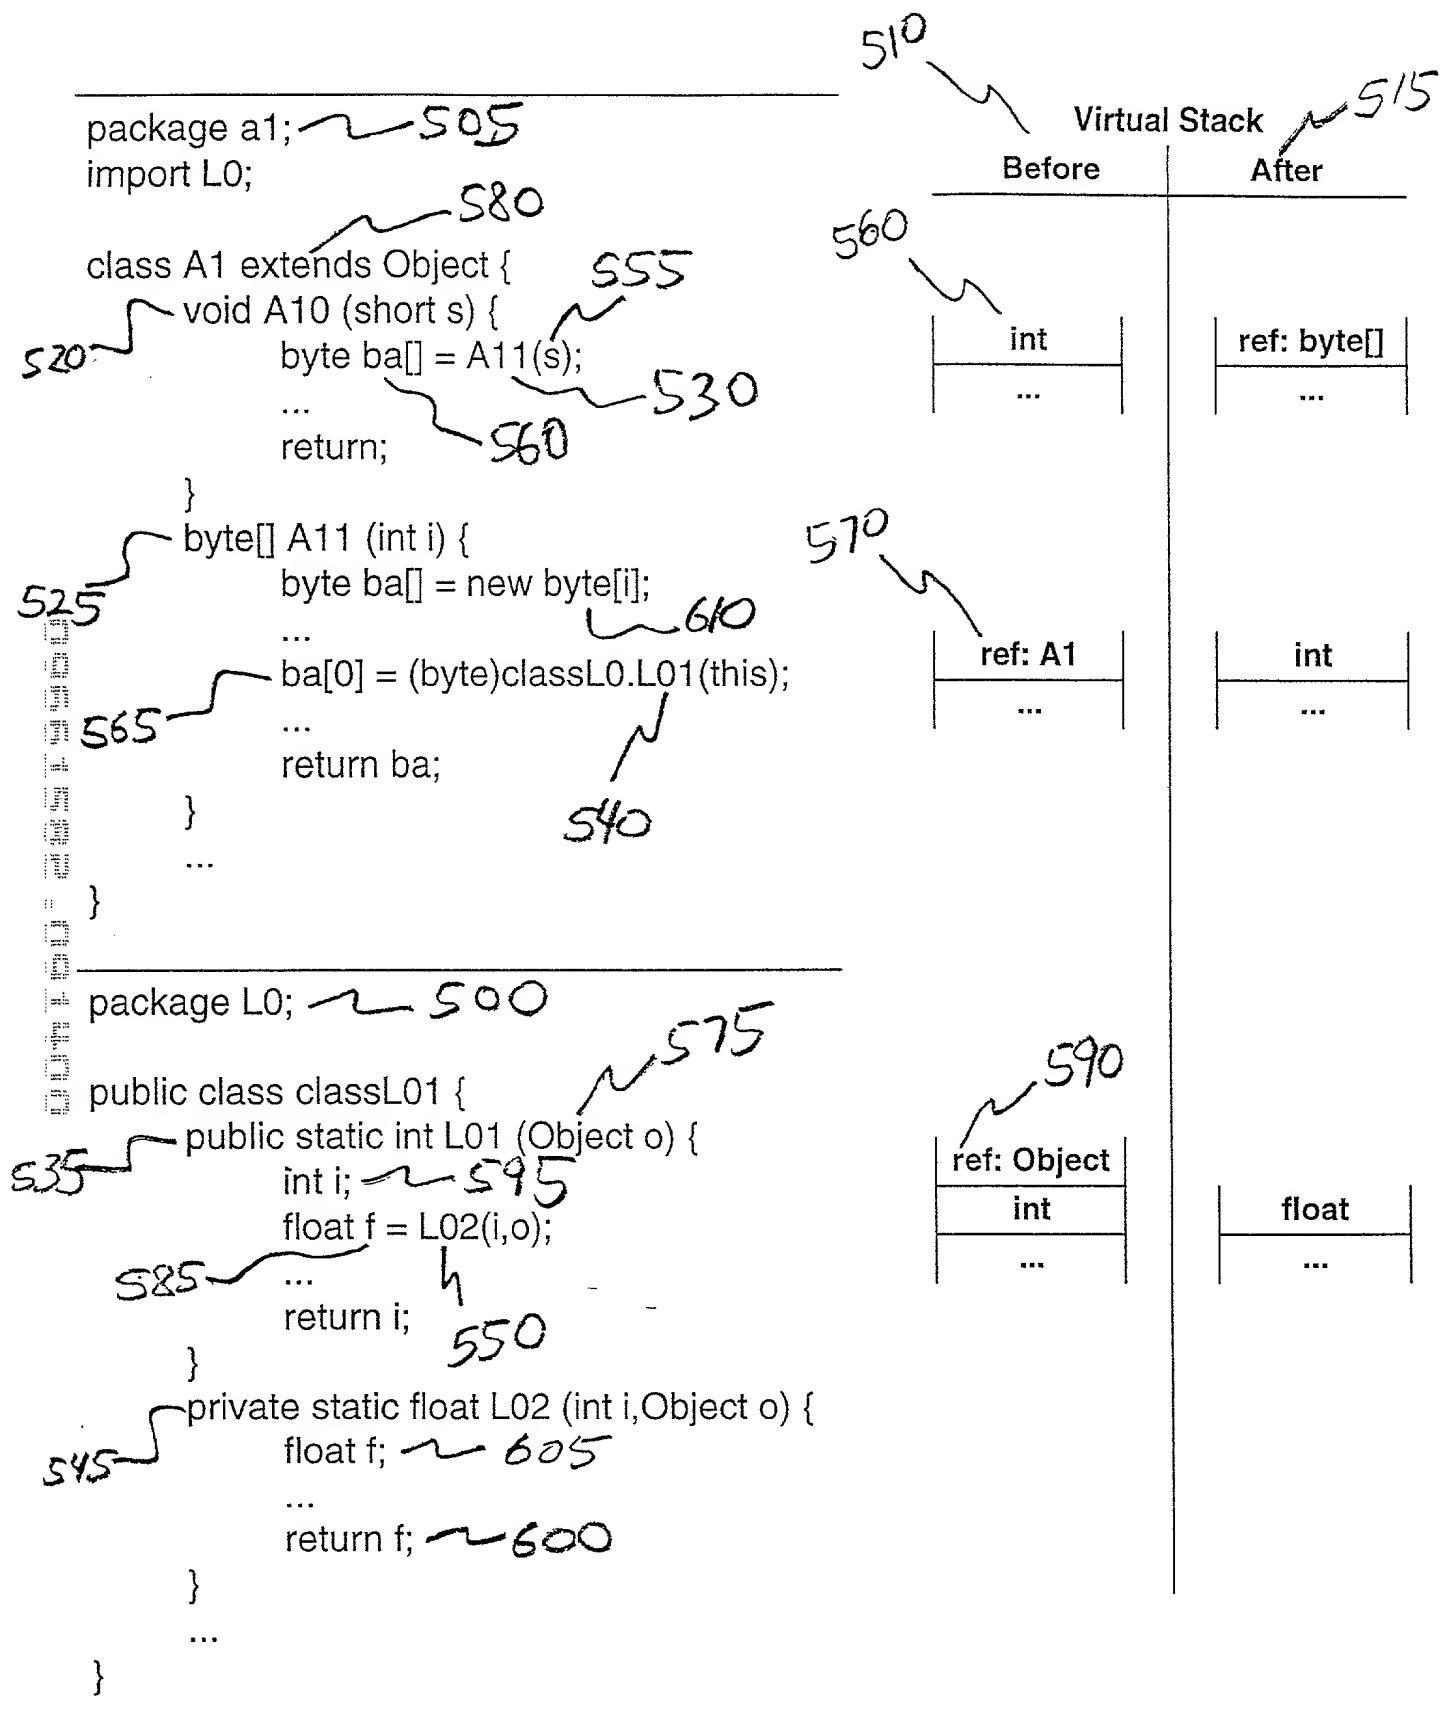 510
515
package a1; 505
Virtual Stack
import L0;
Before After
580
560
class A1 extends Object {
555
void A10 (short s) {
520
byte ba[] = A11(s);
int ref: byte[]
530
... ... ...
560
return;
}
byte[] A11 (int i) {
570
525
byte ba[] = new byte[i];
610
...
ref: A1 int
ba[0] = (byte)classL0.L01(this);
... ...
565
...
return ba;
540
}
...
}
package L0; 500
575
590
public class classL01 {
public static int L01 (Object o) {
535
ref: Object
int i; 595
int float
float f = L02(i,o);
585
... ... ...
return i;
550
}
private static float L02 (int i,Object o) {
545
float f; 605
...
return f; 600
}
...
}